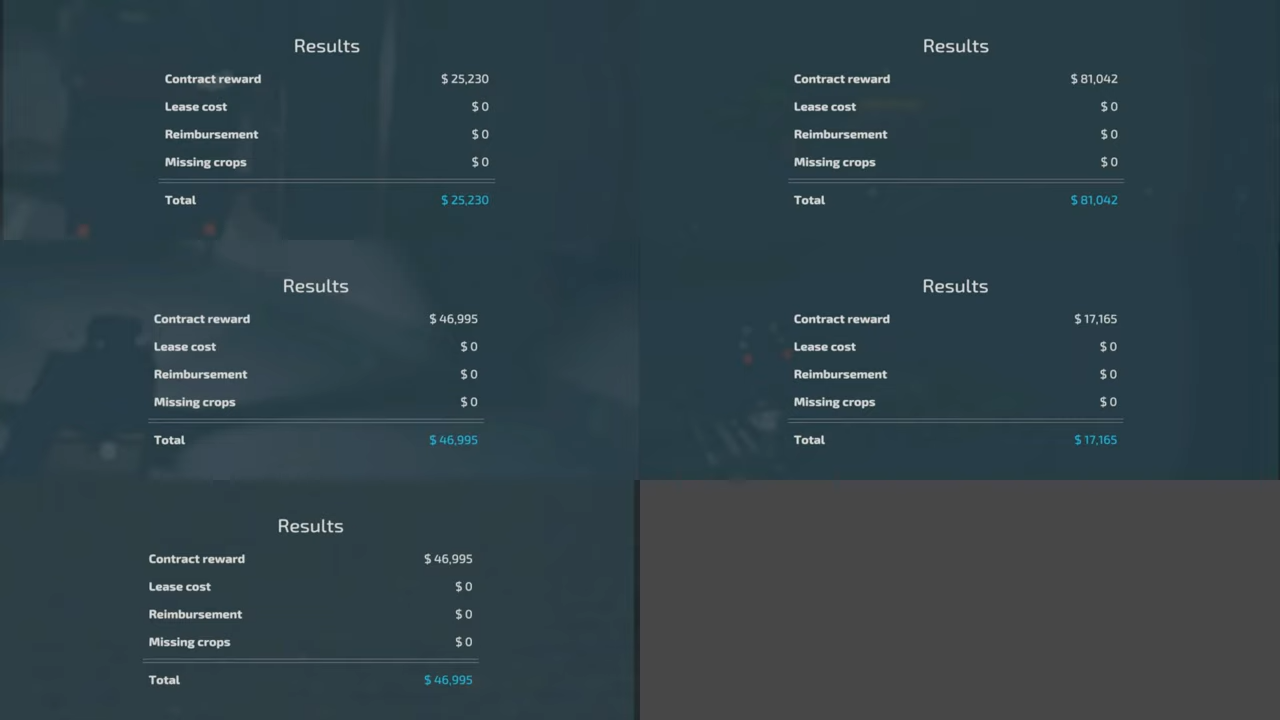 Results
Contract reward $ 25,230
Lease cost $ 0
Reimbursement $ 0
Missing crops $ 0
Total $ 25,230
Results
Contract reward $ 81,042
Lease cost $ 0
Reimbursement $ 0
Missing crops $ 0
Total $ 81,042
Results
Contract reward $ 46,995
Lease cost $ 0
Reimbursement $ 0
Missing crops $ 0
Total $ 46,995
Results
Contract reward $ 17,165
Lease cost $ 0
Reimbursement $ 0
Missing crops $ 0
Total $ 17,165
Results
Contract reward $ 46,995
Lease cost $ 0
Reimbursement $ 0
Missing crops $ 0
Total $ 46,995